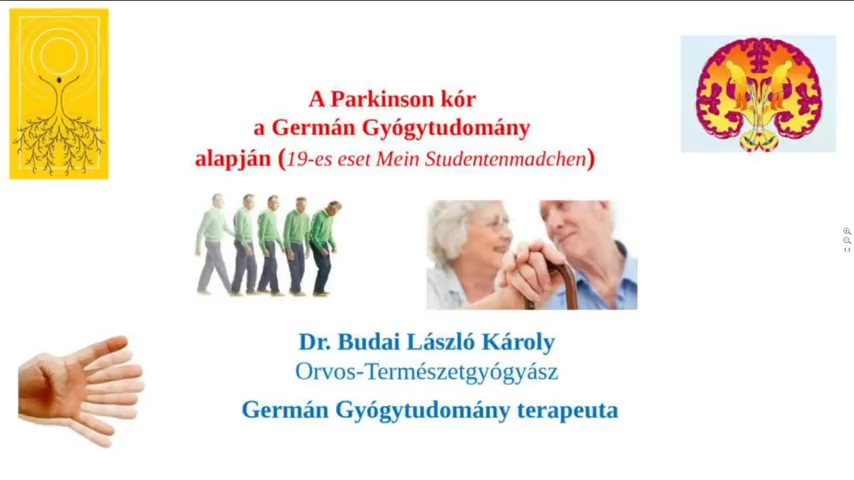 A Parkinson kór
a Germán Gyógytudomány
alapján (19-es eset Mein Studentenmadchen)
Dr. Budai László Károly
Orvos-Természetgyógyász
Germán Gyógytudomány terapeuta